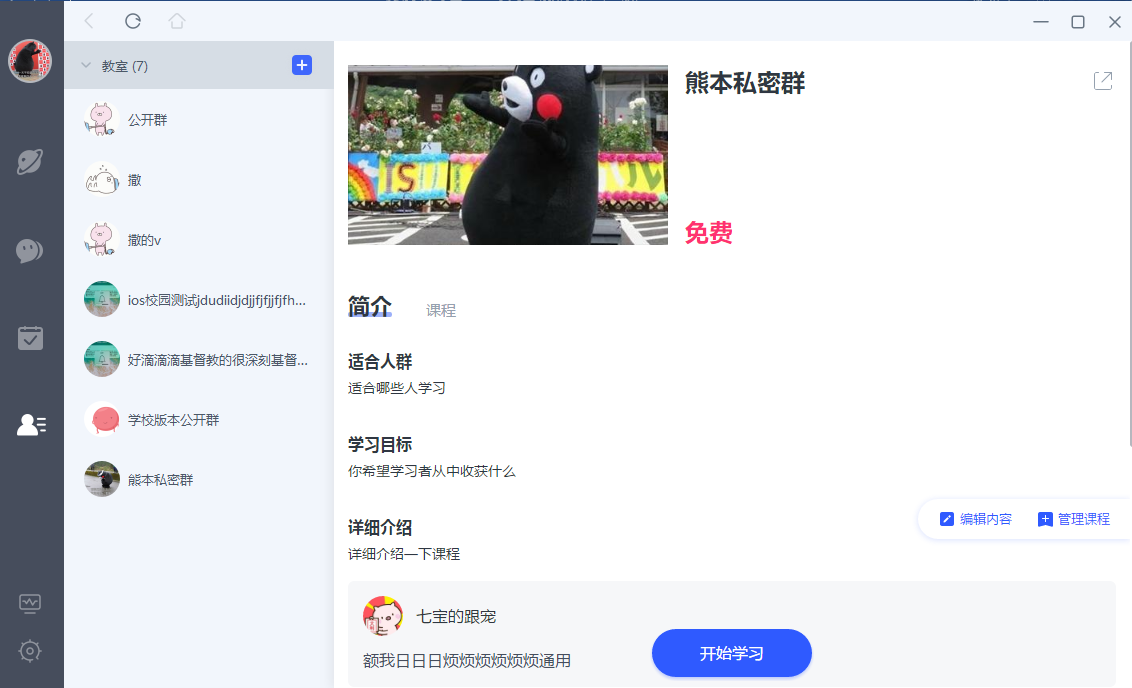 教室 (7)
公开群
撒
撒的v
ios校园测试jdudiidjdjjfjfjjfjfh...
好滴滴滴基督教的很深刻基督...
学校版本公开群
熊本私密群
熊本私密群
免费
简介
课程
适合人群
适合哪些人学习
学习目标
你希望学习者从中收获什么
详细介绍
详细介绍一下课程
编辑内容
管理课程
七宝的跟宠
额我日日日烦烦烦烦烦烦通用
开始学习